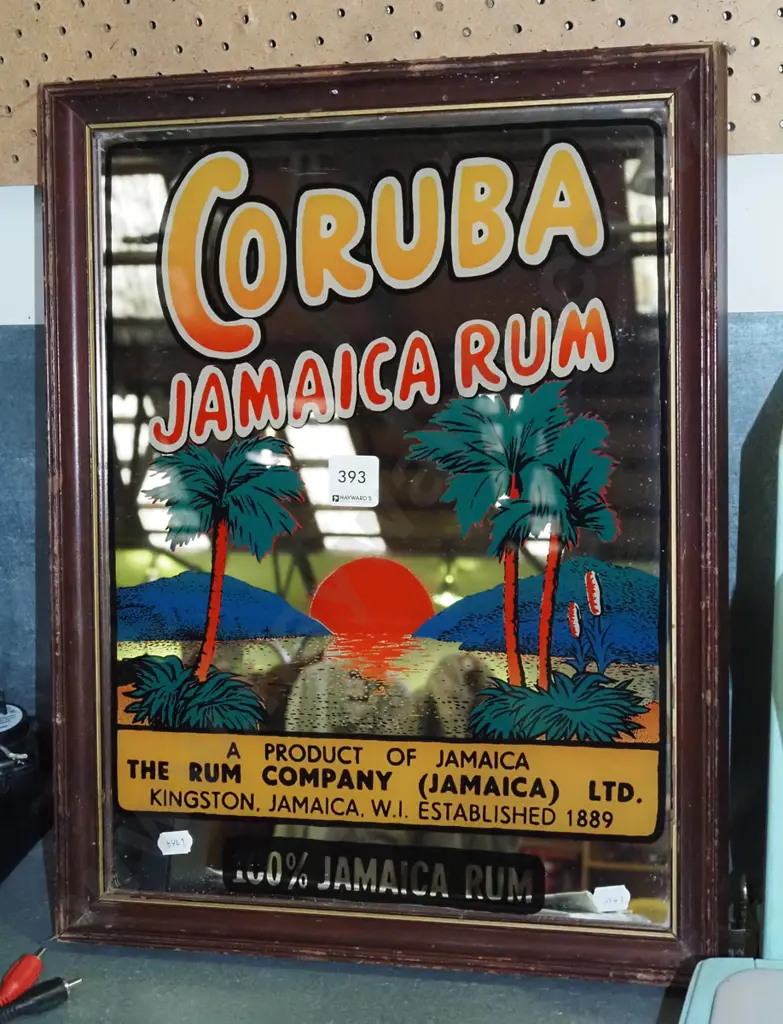 CORUBA
JAMAICA RUM
393
HAYWARD'S
A PRODUCT OF JAMAICA
THE RUM COMPANY (JAMAICA) LTD.
KINGSTON, JAMAICA, W.I. ESTABLISHED 1889
100% JAMAICA RUM